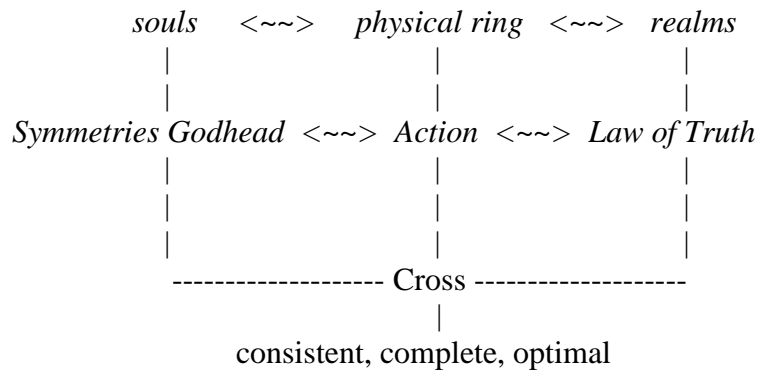 souls <~~> physical ring <~~> realms
Symmetries Godhead <~~> Action <~~> Law of Truth
-------------------- Cross --------------------
consistent, complete, optimal